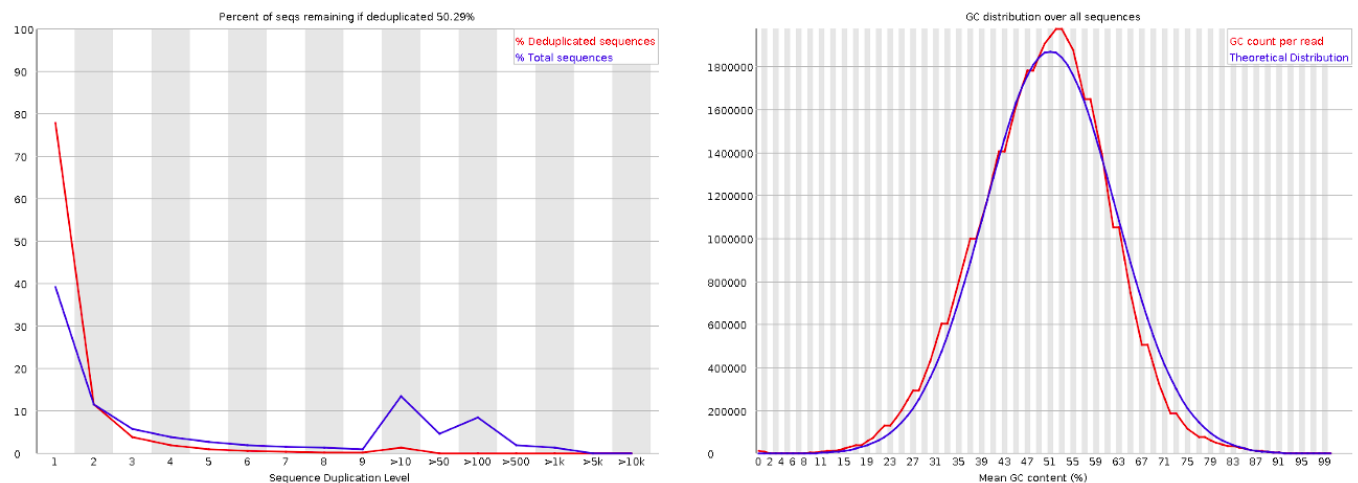 Percent of seqs remaining if deduplicated 50.29%
% Deduplicated sequences
% Total sequences
100
90
80
70
60
50
40
30
20
10
0
1 2 3 4 5 6 7 8 9 >10 >50 >100 >500 >1k >5k >10k
Sequence Duplication Level
GC distribution over all sequences
GC count per read
Theoretical Distribution
1800000
1600000
1400000
1200000
1000000
800000
600000
400000
200000
0
0 2 4 6 8 11 15 19 23 27 31 35 39 43 47 51 55 59 63 67 71 75 79 83 87 91 95 99
Mean GC content (%)